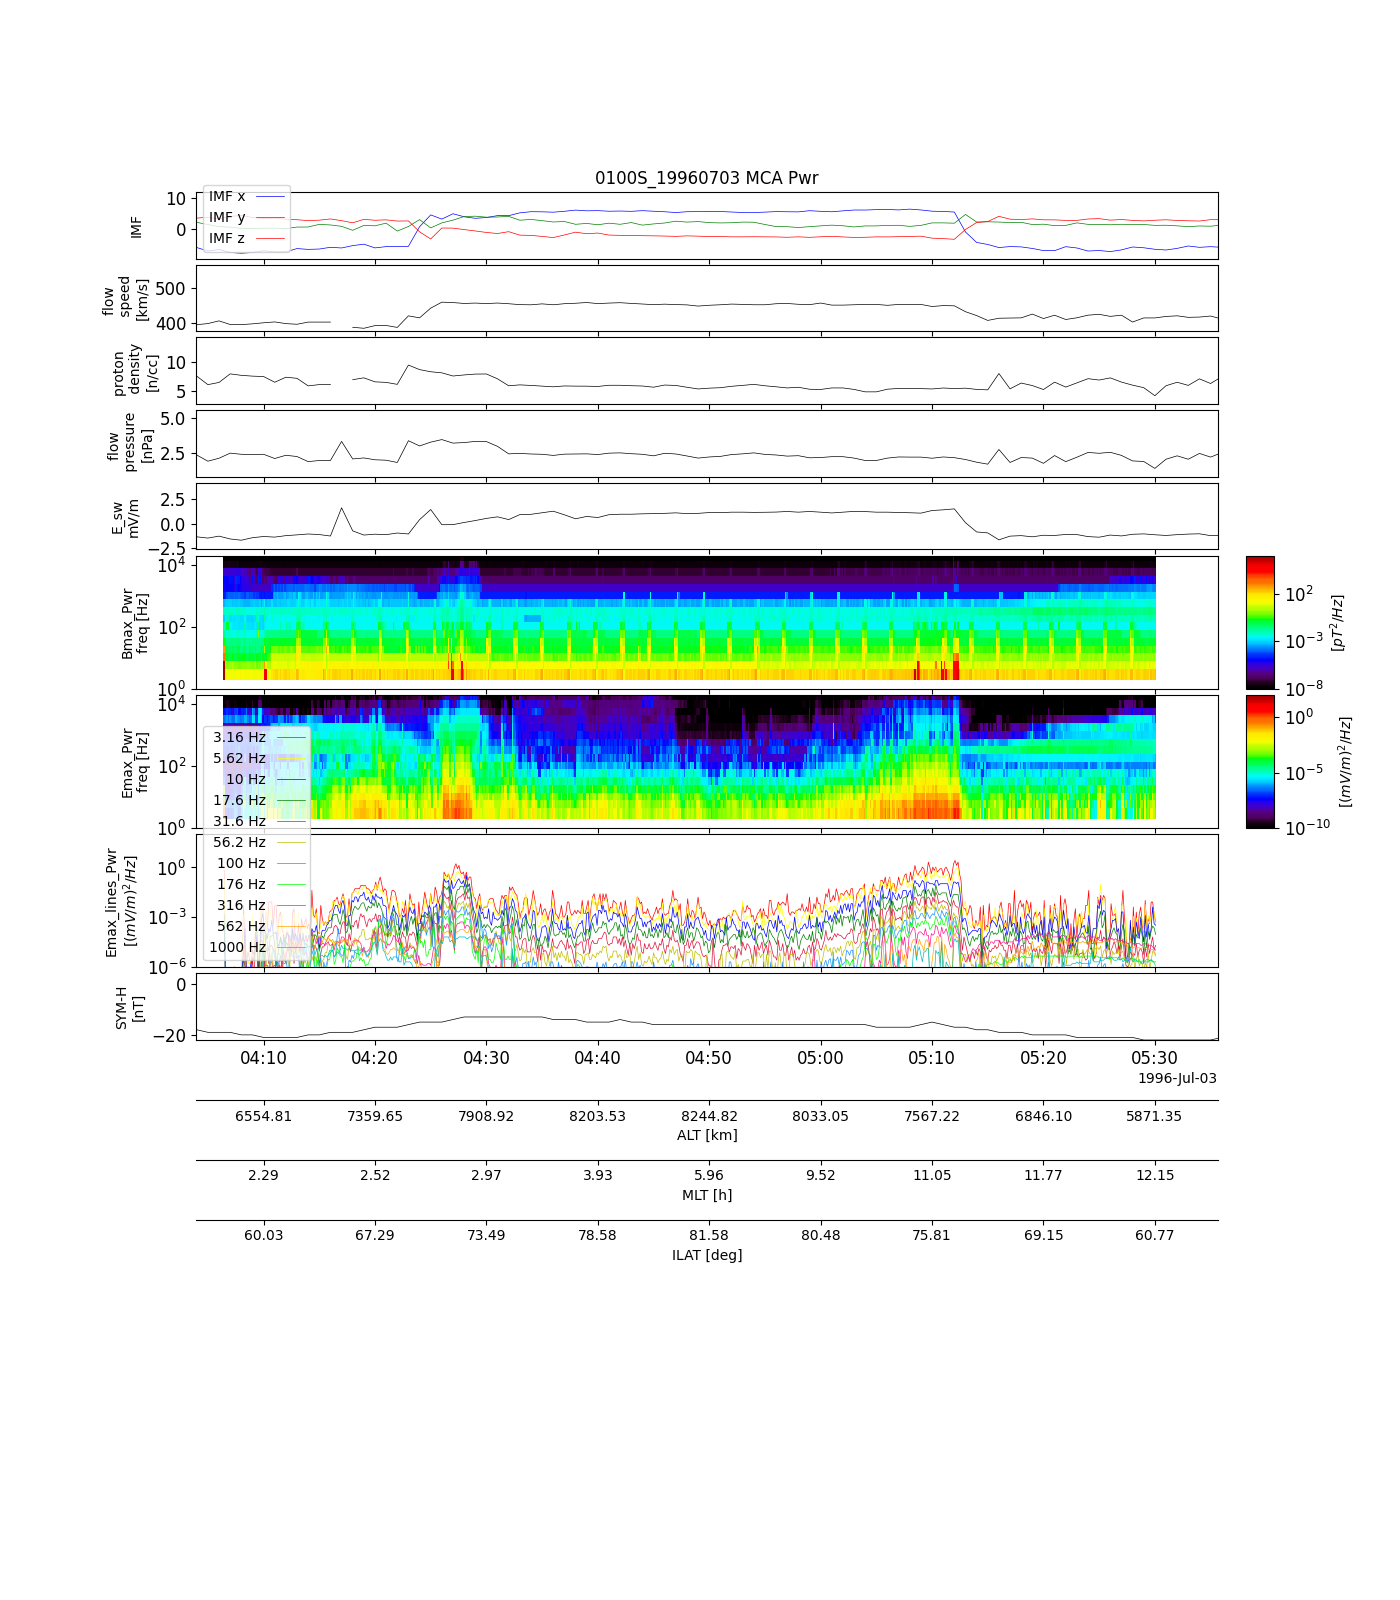 0100S_19960703 MCA Pwr
10
0
IMF
IMF x
IMF y
IMF z
500
400
flow
speed
[km/s]
10
5
proton
density
[n/cc]
5.0
2.5
flow
pressure
[nPa]
2.5
0.0
−2.5
E_sw
mV/m
10^4
10^2
10^0
Bmax_Pwr
freq [Hz]
10^2
10^−3
10^−8
[pT^2/Hz]
10^4
10^2
10^0
Emax_Pwr
freq [Hz]
10^0
10^−5
10^−10
[(mV/m)^2/Hz]
3.16 Hz
5.62 Hz
10 Hz
17.6 Hz
31.6 Hz
56.2 Hz
100 Hz
176 Hz
316 Hz
562 Hz
1000 Hz
10^0
10^−3
10^−6
Emax_lines_Pwr
[(mV/m)^2/Hz]
0
−20
SYM-H
[nT]
04:10 04:20 04:30 04:40 04:50 05:00 05:10 05:20 05:30
1996-Jul-03
6554.81 7359.65 7908.92 8203.53 8244.82 8033.05 7567.22 6846.10 5871.35
ALT [km]
2.29 2.52 2.97 3.93 5.96 9.52 11.05 11.77 12.15
MLT [h]
60.03 67.29 73.49 78.58 81.58 80.48 75.81 69.15 60.77
ILAT [deg]